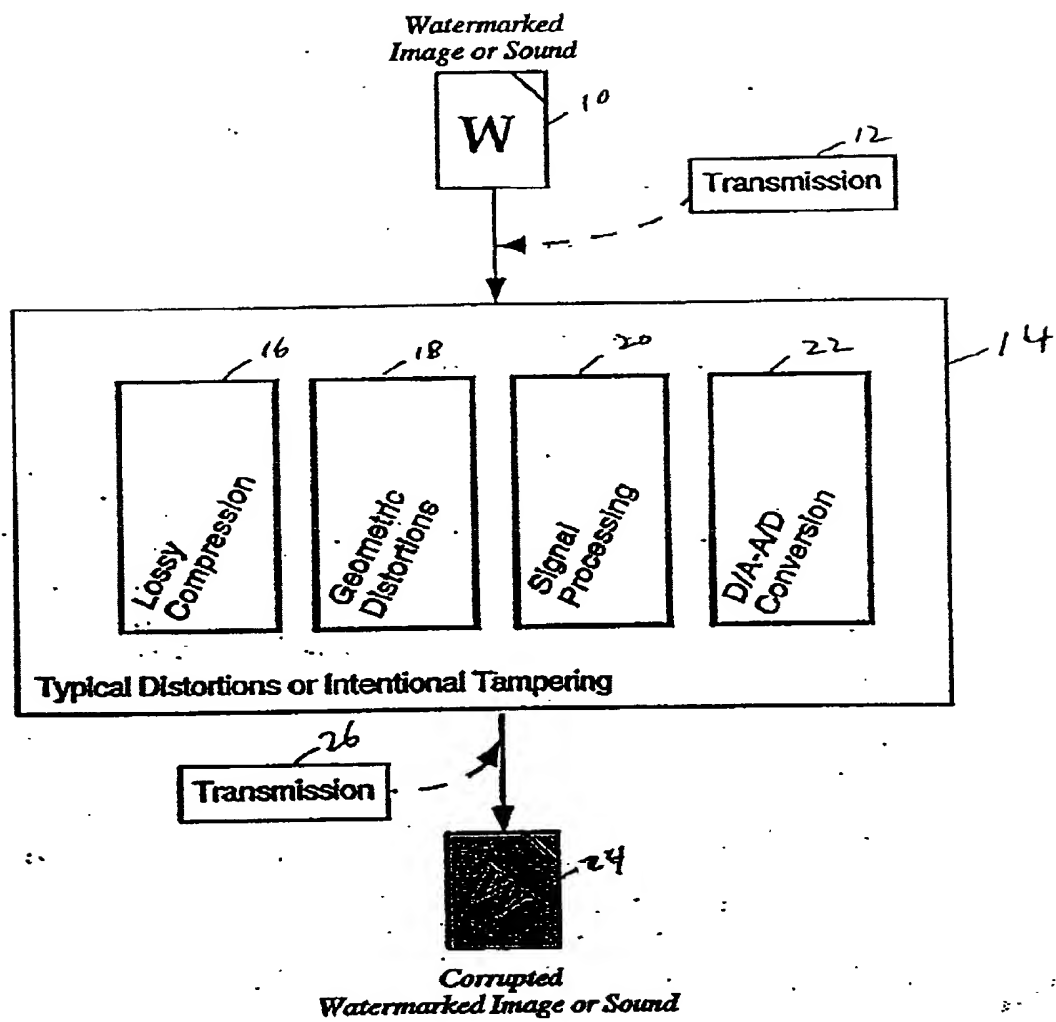 Watermarked
Image or Sound
W
10
12
Transmission
14
16
18
20
22
Lossy
Compression
Geometric
Distortions
Signal
Processing
D/A-A/D
Conversion
Typical Distortions or Intentional Tampering
26
Transmission
24
Corrupted
Watermarked Image or Sound